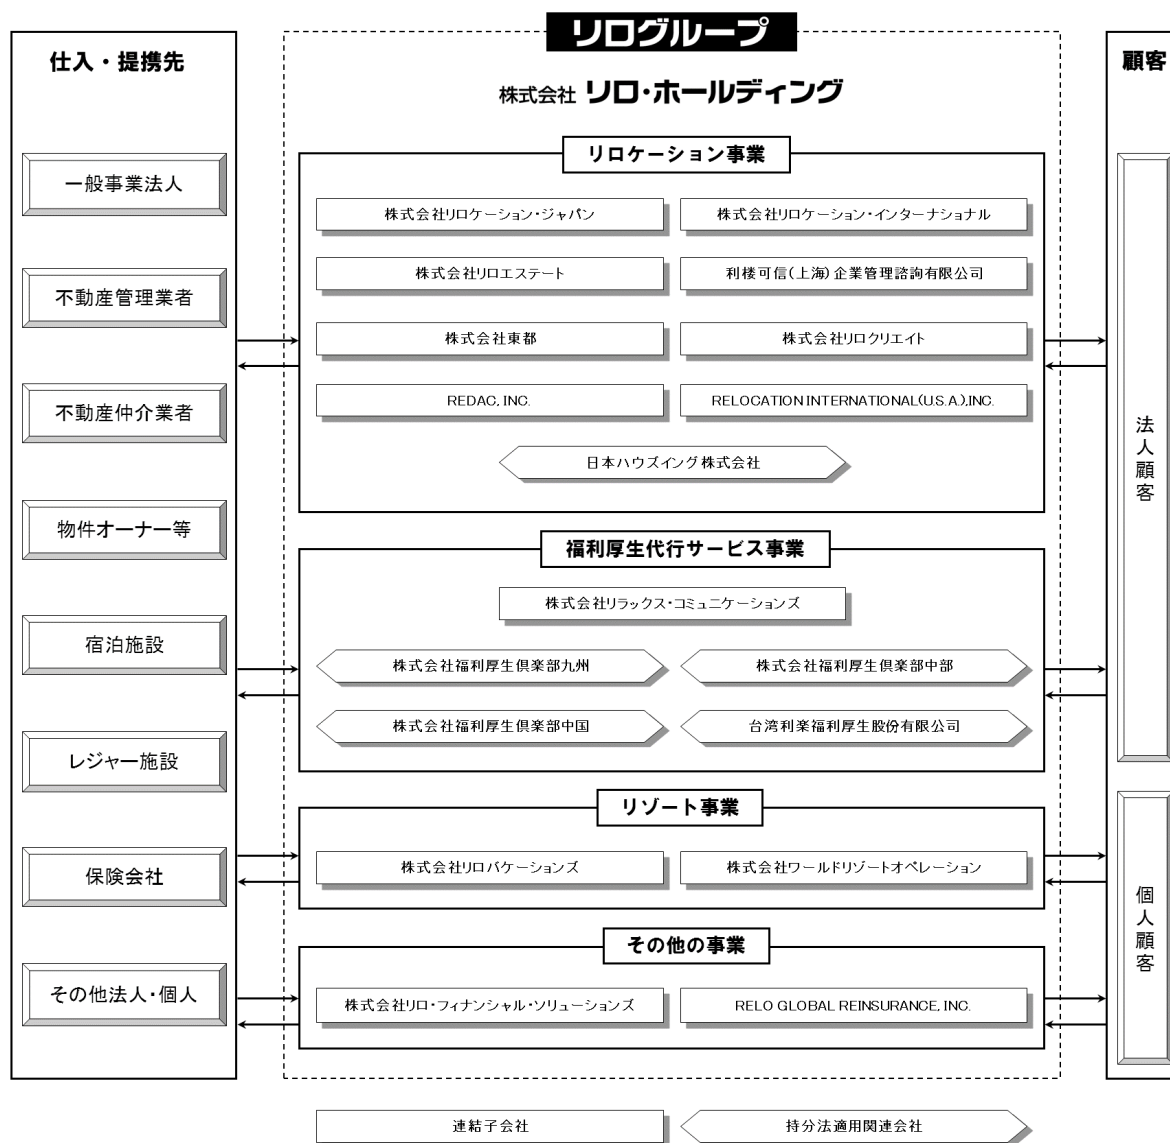 仕入・提携先
一般事業法人
不動産管理業者
不動産仲介業者
物件オーナー等
宿泊施設
レジャー施設
保険会社
その他法人・個人
リログループ
株式会社 リロ・ホールディング
リロケーション事業
株式会社リロケーション・ジャパン
株式会社リロケーション・インターナショナル
株式会社リロエステート
利楼可信(上海)企業管理諮詢有限公司
株式会社東都
株式会社リロクリエイト
REDAC, INC.
RELOCATION INTERNATIONAL(U.S.A.),INC.
日本ハウズイング株式会社
福利厚生代行サービス事業
株式会社リラックス・コミュニケーションズ
株式会社福利厚生倶楽部九州
株式会社福利厚生倶楽部中部
株式会社福利厚生倶楽部中国
台湾利楽福利厚生股份有限公司
リゾート事業
株式会社リロバケーションズ
株式会社ワールドリゾートオペレーション
その他の事業
株式会社リロ・フィナンシャル・ソリューションズ
RELO GLOBAL REINSURANCE, INC.
顧客
法人顧客
個人顧客
連結子会社
持分法適用関連会社